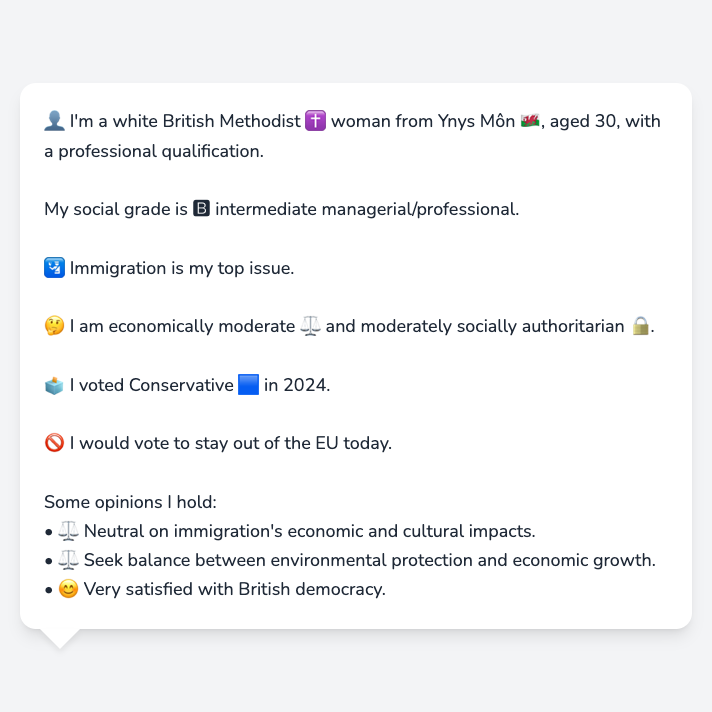 👤 I'm a white British Methodist ✝️ woman from Ynys Môn 🏴󠁧󠁢󠁷󠁬󠁳󠁿, aged 30, with
a professional qualification.
My social grade is 🅱 intermediate managerial/professional.
🛂 Immigration is my top issue.
🤔 I am economically moderate ⚖️ and moderately socially authoritarian 🔒.
🗳️ I voted Conservative 🟦 in 2024.
🚫 I would vote to stay out of the EU today.
Some opinions I hold:
• ⚖️ Neutral on immigration's economic and cultural impacts.
• ⚖️ Seek balance between environmental protection and economic growth.
• 😊 Very satisfied with British democracy.